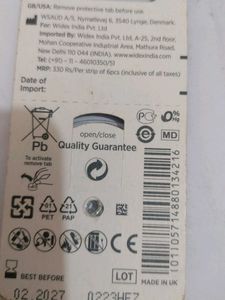 GB/USA: Remove protective tab before use.
WSAUD A/S, Nymøllevej 6, 3540 Lynge, Denmark.
For: Widex India Pvt. Ltd.
Imported By: Widex India Pvt. Ltd, A-25, 2nd floor,
Mohan Cooperative Industrial Area, Mathura Road,
New Delhi 110 044 (INDIA). www.widexindia.com
Tel: (+91) - 11 - 46010350/51
MRP: 330 Rs/Per strip of 6pcs (inclusive of all taxes)
Date of
Import:
0% Hg
open/close
MD
Pb
Quality Guarantee
To activate
remove tab
PET
PAP
(01)05714880134216
BEST BEFORE
LOT
MADE IN UK
02 2027
0223HE7